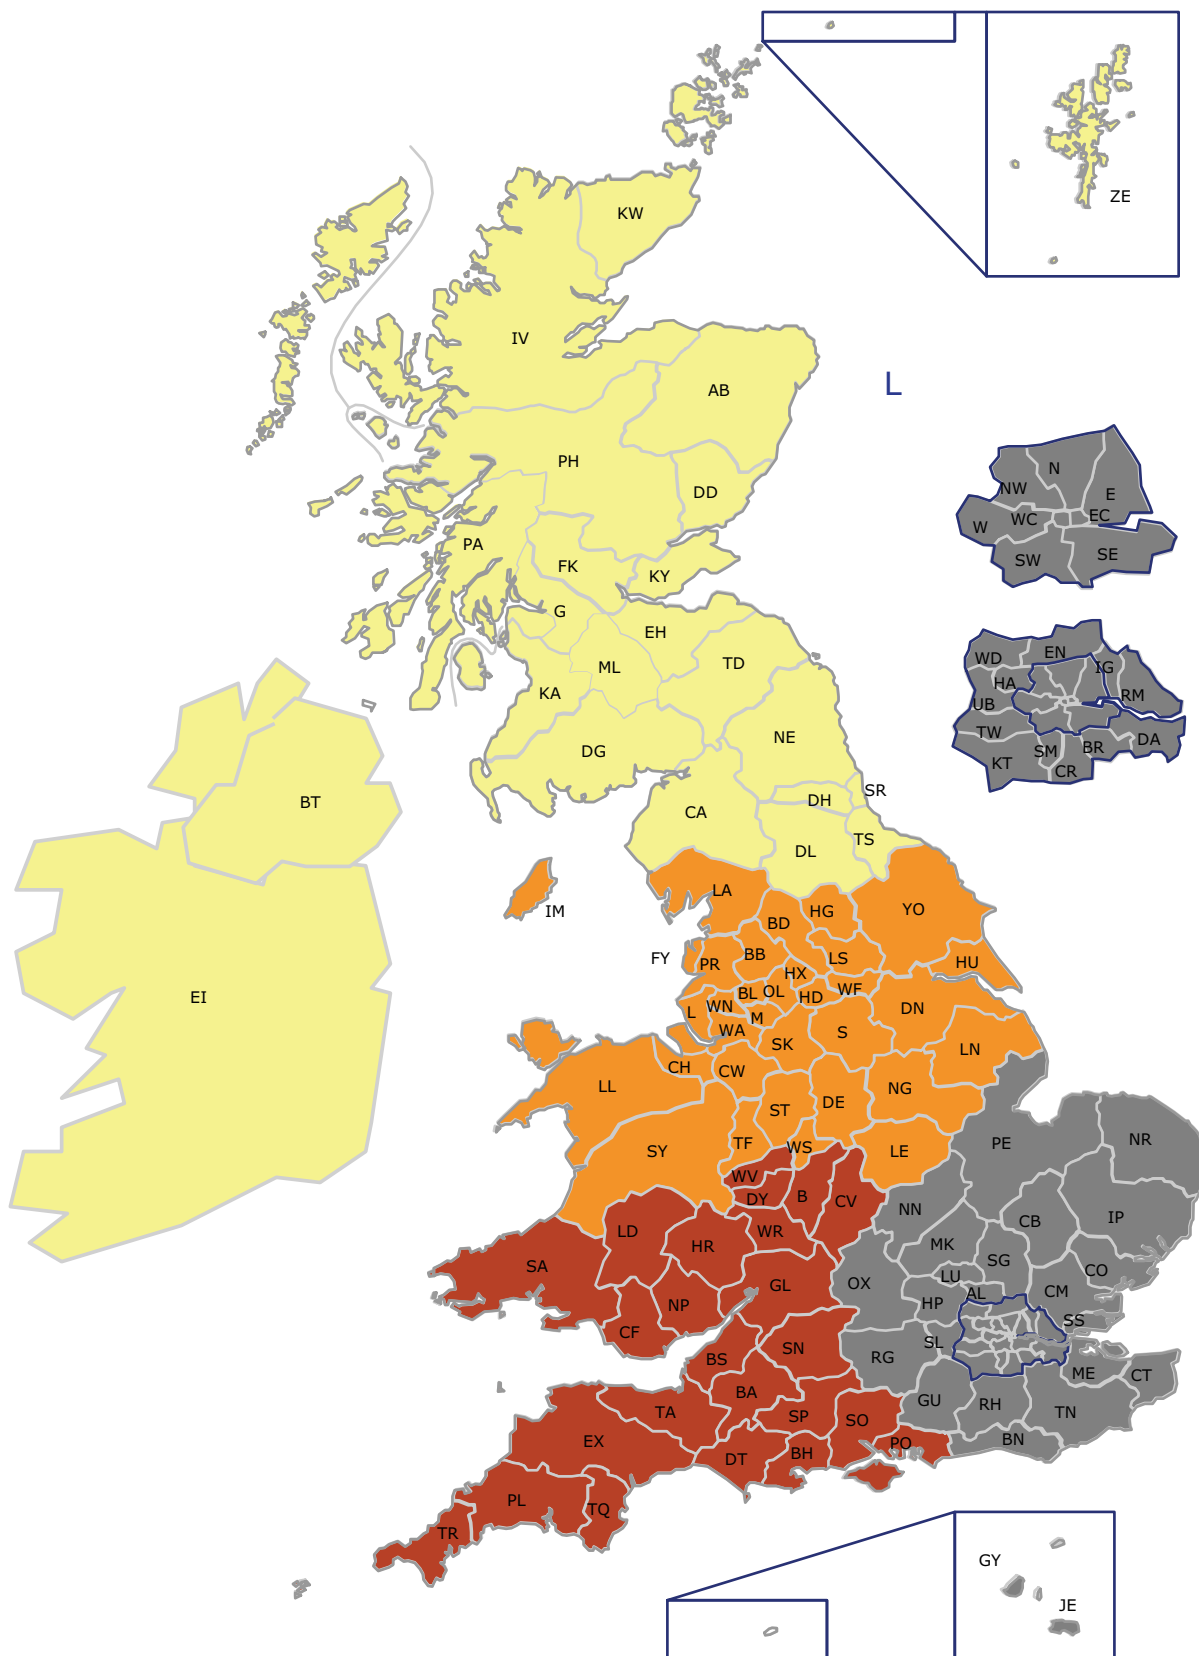 ZE
KW
IV
L
AB
N
PH
NW
DD
E
EC
WC
W
PA
SE
SW
FK
KY
G
EH
EN
WD
TD
IG
ML
HA
KA
RM
UB
TW
NE
DA
BR
DG
SM
KT
CR
SR
DH
BT
CA
TS
DL
LA
YO
HG
IM
BD
BB
LS
FY
HU
PR
HX
WF
OL
BL
HD
EI
WN
DN
L
M
WA
S
SK
LN
CH
CW
LL
NG
DE
ST
NR
PE
TF
WS
SY
LE
WV
DY
B
CV
NN
IP
CB
LD
WR
MK
HR
SG
SA
CO
LU
OX
GL
CM
AL
HP
NP
SS
CF
SL
SN
RG
BS
ME
CT
BA
GU
RH
TA
TN
SP
SO
BN
EX
PO
BH
DT
PL
TQ
TR
GY
JE